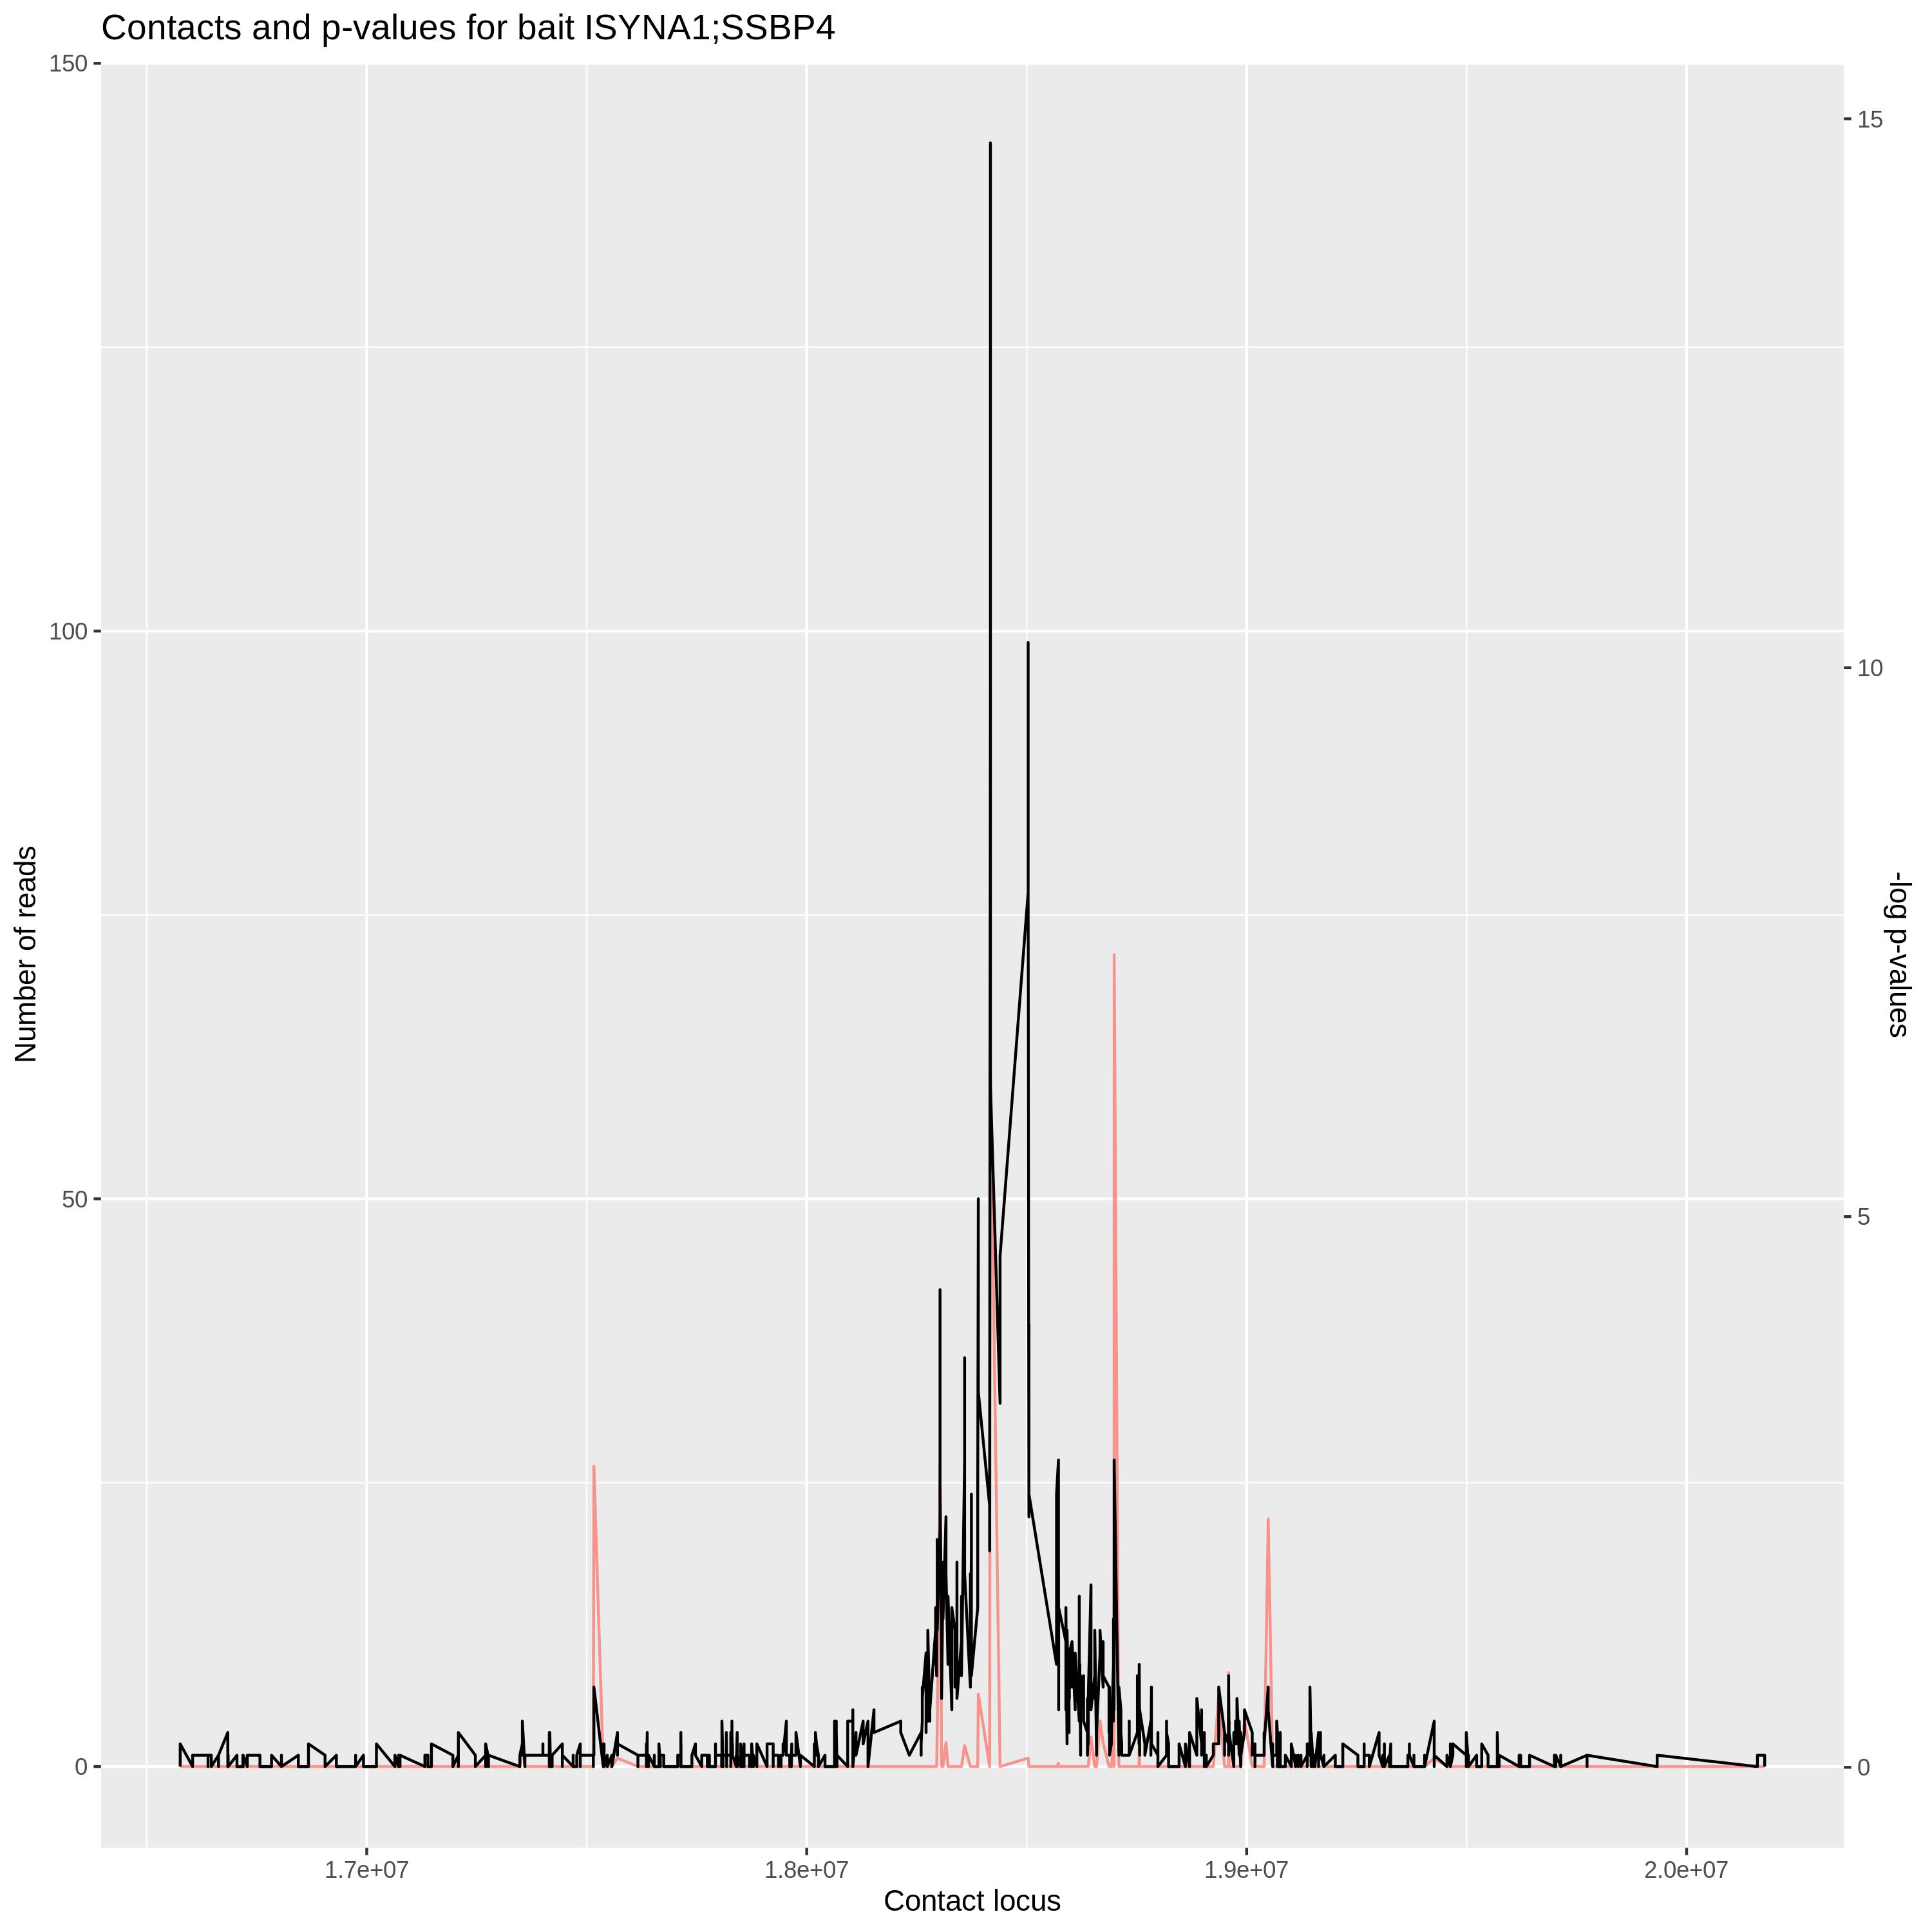 Contacts and p-values for bait ISYNA1;SSBP4
150
100
50
0
Number of reads
15
10
5
0
-log p-values
1.7e+07
1.8e+07
1.9e+07
2.0e+07
Contact locus